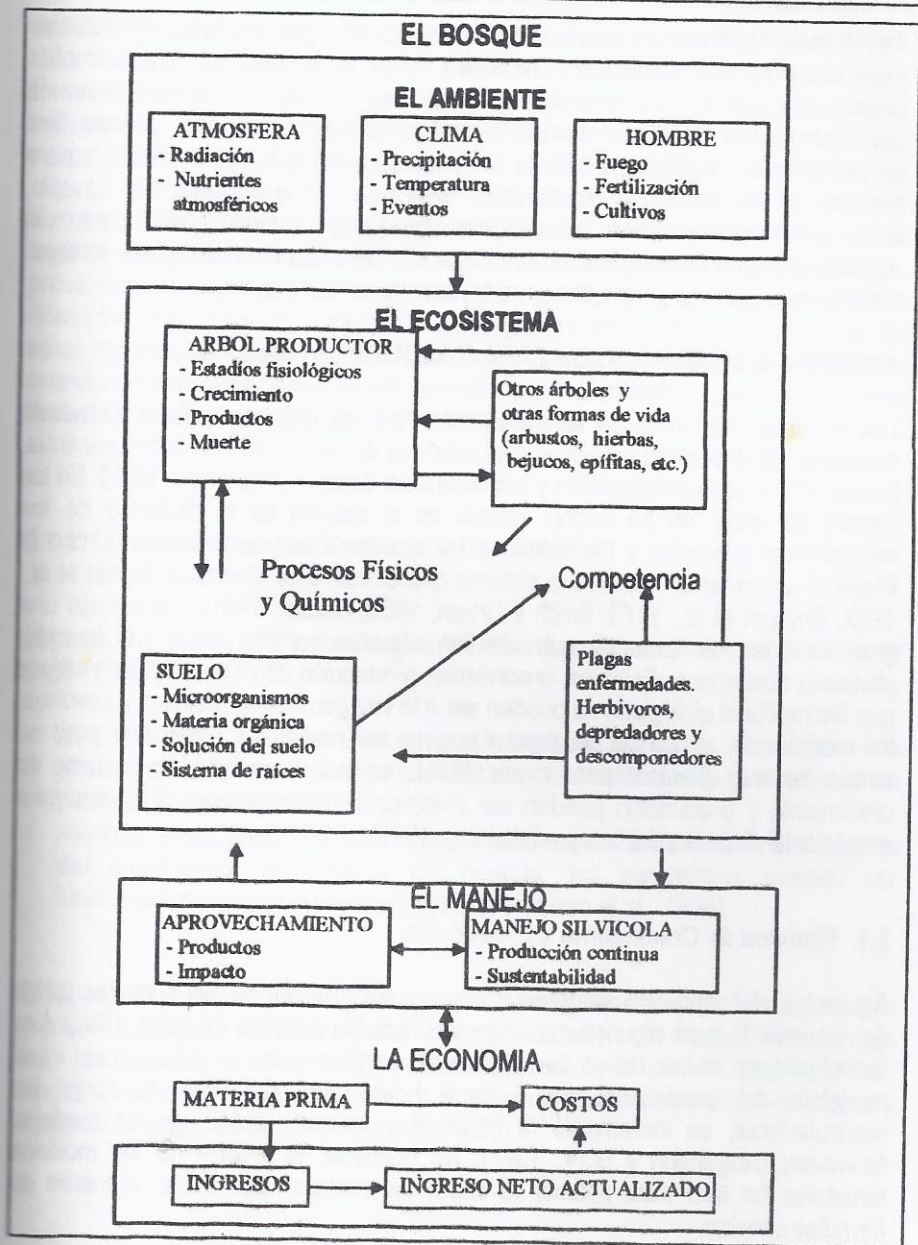 EL BOSQUE
EL AMBIENTE
ATMOSFERA
- Radiación
- Nutrientes
atmosféricos
CLIMA
- Precipitación
- Temperatura
- Eventos
HOMBRE
- Fuego
- Fertilización
- Cultivos
EL ECOSISTEMA
ARBOL PRODUCTOR
- Estadíos fisiológicos
- Crecimiento
- Productos
- Muerte
Otros árboles y
otras formas de vida
(arbustos, hierbas,
bejucos, epífitas, etc.)
Procesos Físicos
y Químicos
Competencia
SUELO
- Microorganismos
- Materia orgánica
- Solución del suelo
- Sistema de raíces
Plagas
enfermedades.
Herbivoros,
depredadores y
descomponedores
EL MANEJO
APROVECHAMIENTO
- Productos
- Impacto
MANEJO SILVICOLA
- Producción continua
- Sustentabilidad
LA ECONOMIA
MATERIA PRIMA
COSTOS
INGRESOS
INGRESO NETO ACTUALIZADO